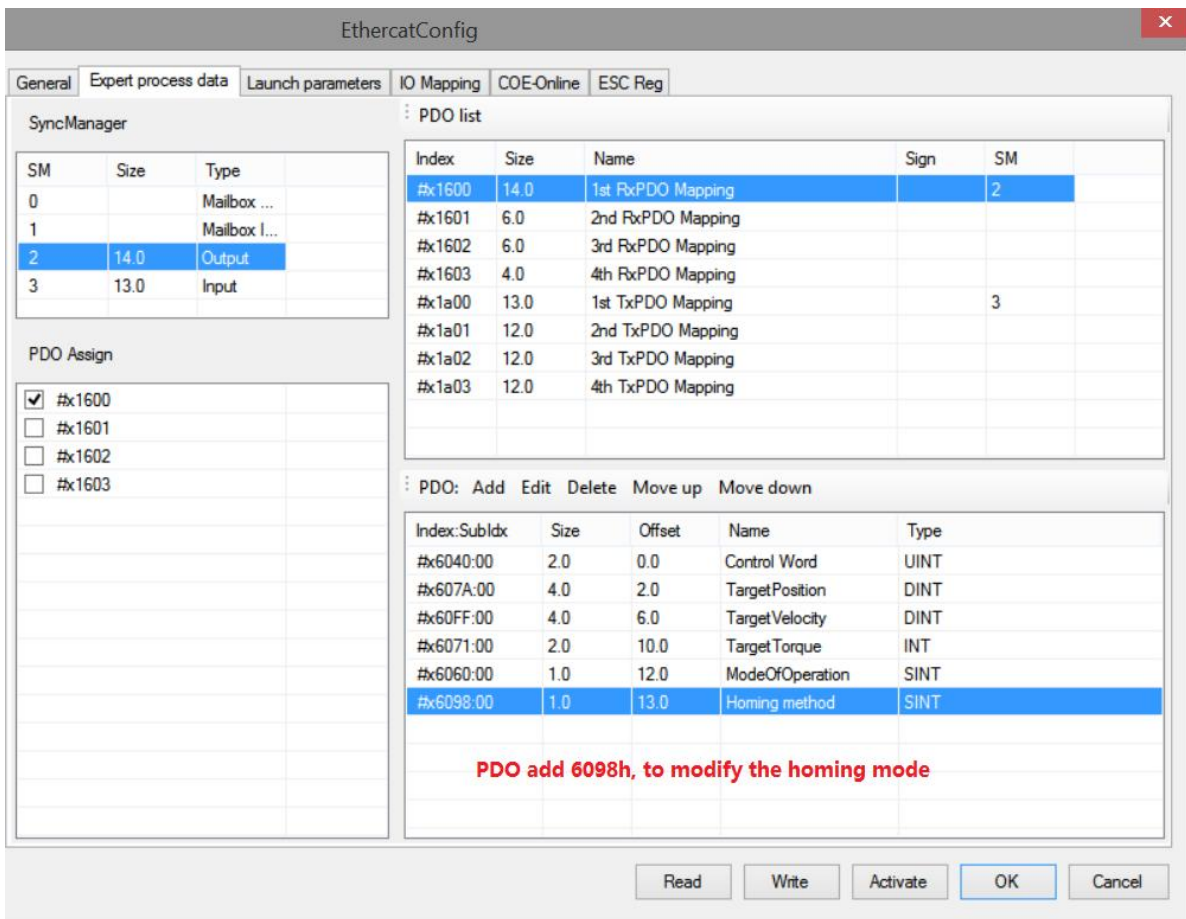 EthercatConfig
General Expert process data Launch parameters IO Mapping COE-Online ESC Reg
SyncManager
SM Size Type
0 Mailbox ...
1 Mailbox I...
2 14.0 Output
3 13.0 Input
PDO Assign
#x1600
#x1601
#x1602
#x1603
PDO list
Index Size Name Sign SM
#x1600 14.0 1st RxPDO Mapping 2
#x1601 6.0 2nd RxPDO Mapping
#x1602 6.0 3rd RxPDO Mapping
#x1603 4.0 4th RxPDO Mapping
#x1a00 13.0 1st TxPDO Mapping 3
#x1a01 12.0 2nd TxPDO Mapping
#x1a02 12.0 3rd TxPDO Mapping
#x1a03 12.0 4th TxPDO Mapping
PDO: Add Edit Delete Move up Move down
Index:SubIdx Size Offset Name Type
#x6040:00 2.0 0.0 Control Word UINT
#x607A:00 4.0 2.0 TargetPosition DINT
#x60FF:00 4.0 6.0 TargetVelocity DINT
#x6071:00 2.0 10.0 TargetTorque INT
#x6060:00 1.0 12.0 ModeOfOperation SINT
#x6098:00 1.0 13.0 Homing method SINT
PDO add 6098h, to modify the homing mode
Read Write Activate OK Cancel